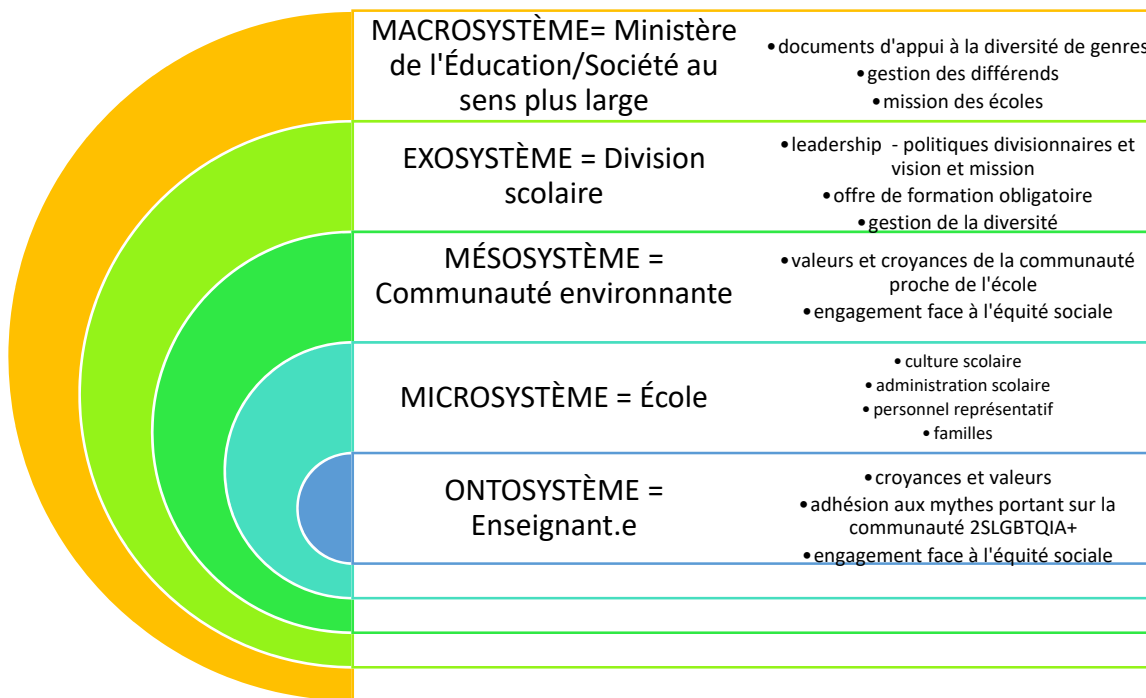 MACROSYSTÈME= Ministère
de l'Éducation/Société au
sens plus large
•documents d'appui à la diversité de genres
•gestion des différends
•mission des écoles
EXOSYSTÈME = Division
scolaire
•leadership - politiques divisionnaires et
vision et mission
•offre de formation obligatoire
•gestion de la diversité
MÉSOSYSTÈME =
Communauté environnante
•valeurs et croyances de la communauté
proche de l'école
•engagement face à l'équité sociale
MICROSYSTÈME = École
• culture scolaire
• administration scolaire
• personnel représentatif
• familles
ONTOSYSTÈME =
Enseignant.e
•croyances et valeurs
•adhésion aux mythes portant sur la
communauté 2SLGBTQIA+
•engagement face à l'équité sociale